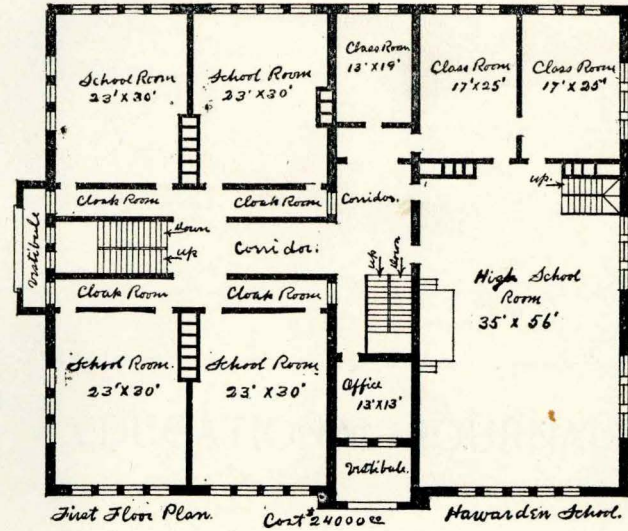 School Room
23' X 30'
School Room
23' X 30'
Class Room
13' X 19'
Class Room
17' X 25'
Class Room
17' X 25'
Cloak Room
Cloak Room
Corridor.
up.
Vistibule
Down
up
Corridor.
up
Down
High School
Room
35' x 56'
Cloak Room
Cloak Room
School Room.
23' X 30'
School Room
23' X 30'
Office
13' X 13'
Vistibule.
First Floor Plan.
Cost $24000 00
Hawarden School.